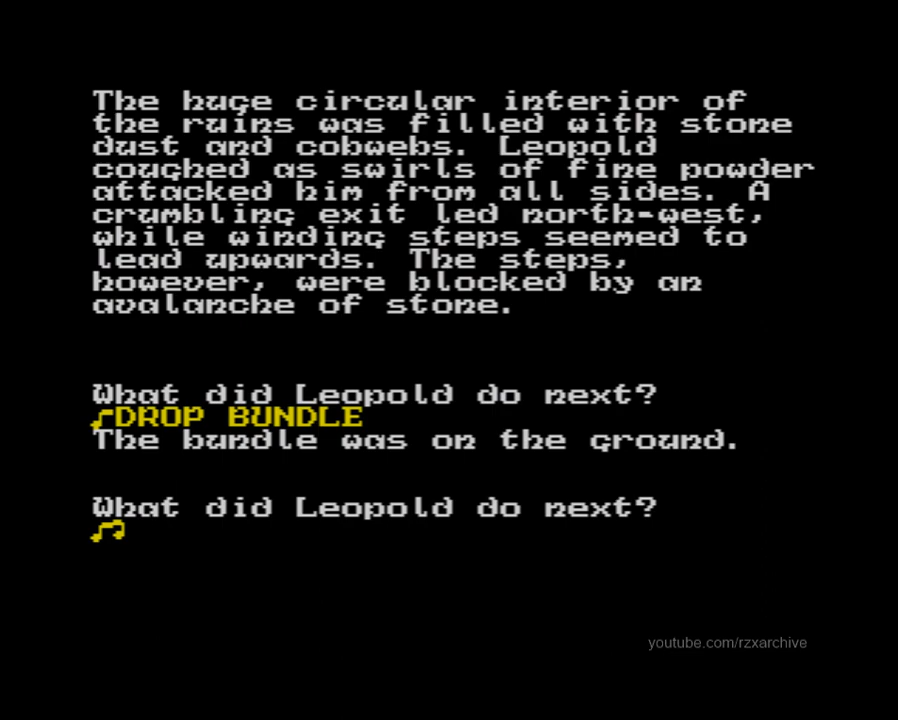 The huge circular interior of
the ruins was filled with stone
dust and cobwebs. Leopold
coughed as swirls of fine powder
attacked him from all sides. A
crumbling exit led north-west,
while winding steps seemed to
lead upwards. The steps,
however, were blocked by an
avalanche of stone.
What did Leopold do next?
♪DROP BUNDLE
The bundle was on the ground.
What did Leopold do next?
♪
youtube.com/rzxarchive